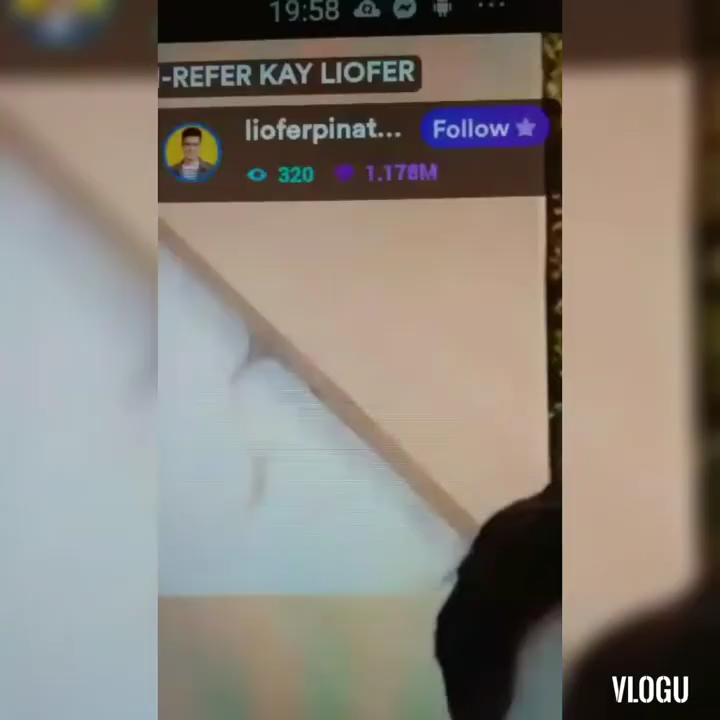 19:58
-REFER KAY LIOFER
lioferpinat... Follow
320 1.178M
VLOGU